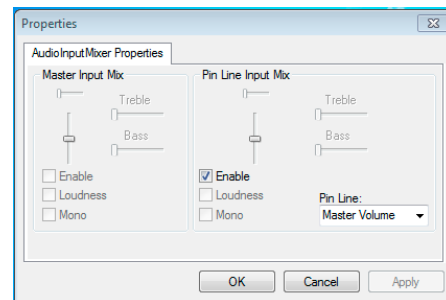 Properties
AudioInputMixer Properties
Master Input Mix
Treble
Bass
Enable
Loudness
Mono
Pin Line Input Mix
Treble
Bass
Enable
Loudness
Mono
Pin Line:
Master Volume
OK
Cancel
Apply